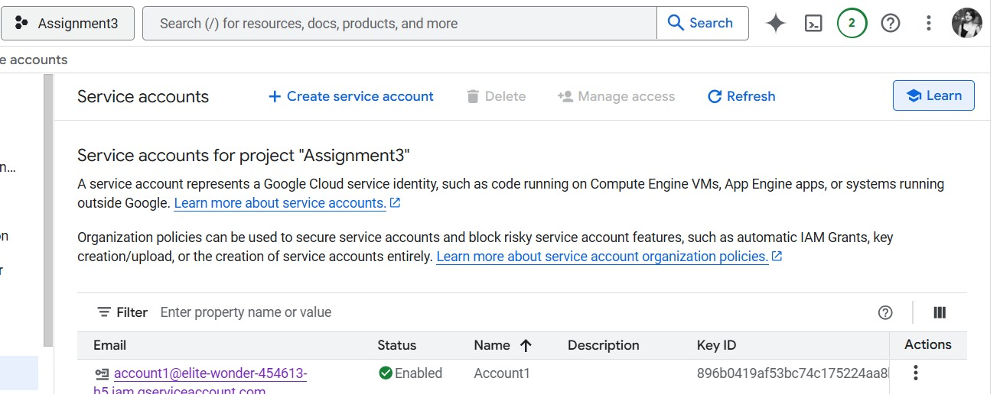 Assignment3
Search (/) for resources, docs, products, and more
Search
2
e accounts
Service accounts
Create service account
Delete
Manage access
Refresh
Learn
n...
Service accounts for project "Assignment3"
A service account represents a Google Cloud service identity, such as code running on Compute Engine VMs, App Engine apps, or systems running
outside Google. Learn more about service accounts.
on
Organization policies can be used to secure service accounts and block risky service account features, such as automatic IAM Grants, key
r
creation/upload, or the creation of service accounts entirely. Learn more about service account organization policies.
Filter Enter property name or value
Email Status Name Description Key ID Actions
account1@elite-wonder-454613- Enabled Account1 896b0419af53bc74c175224aa8
h5.iam.gserviceaccount.com